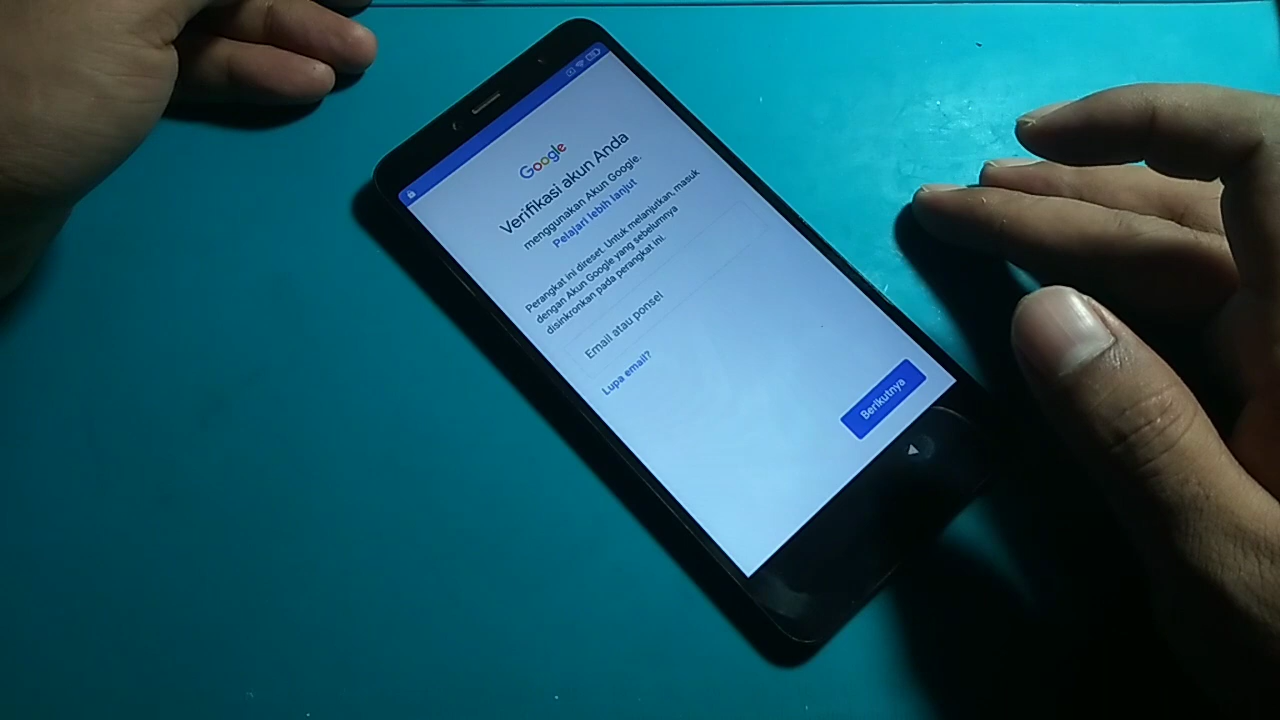 Google
Verifikasi akun Anda
menggunakan Akun Google.
Pelajari lebih lanjut
Perangkat ini direset. Untuk melanjutkan, masuk
dengan Akun Google yang sebelumnya
disinkronkan pada perangkat ini.
Email atau ponsel
Lupa email?
Berikutnya